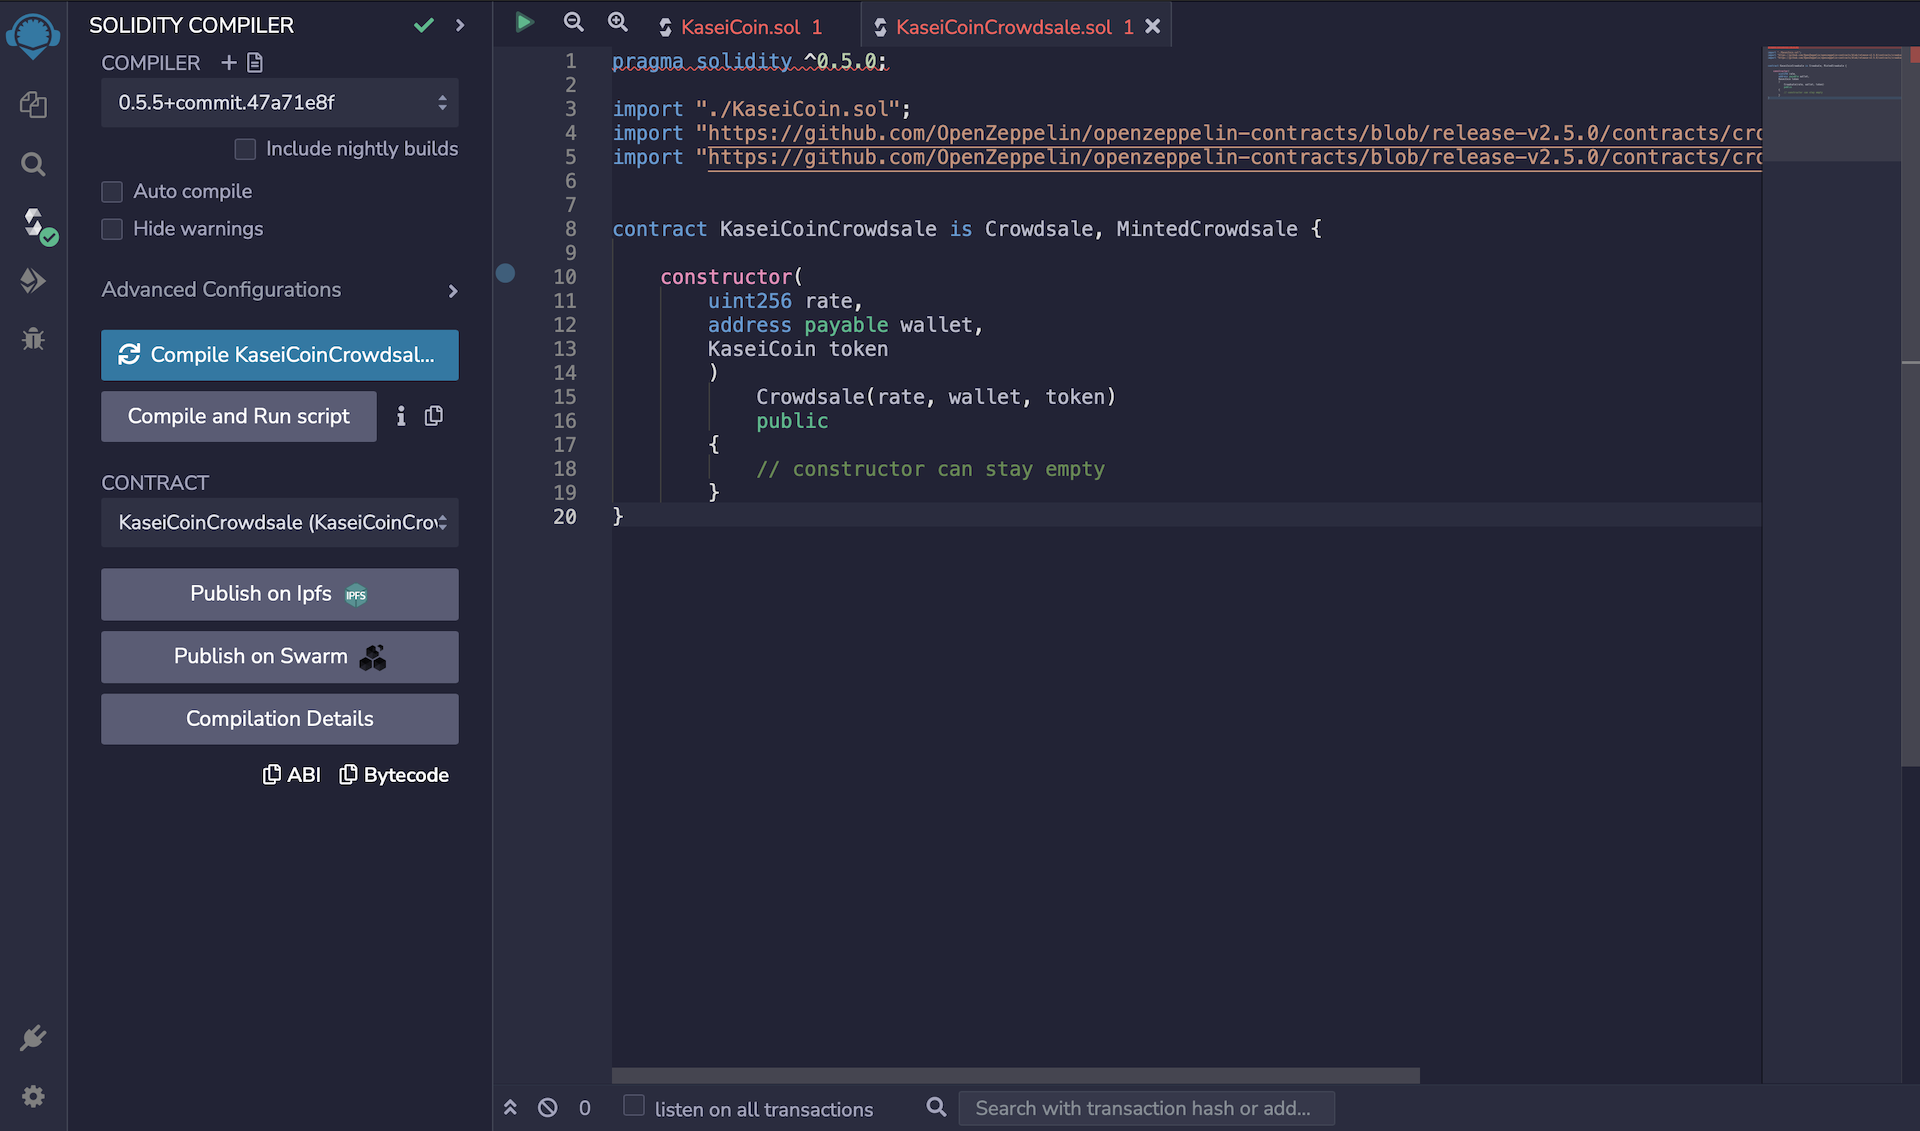 SOLIDITY COMPILER
COMPILER
0.5.5+commit.47a71e8f
Include nightly builds
Auto compile
Hide warnings
Advanced Configurations
Compile KaseiCoinCrowdsal...
Compile and Run script
CONTRACT
KaseiCoinCrowdsale (KaseiCoinCrow
Publish on Ipfs IPFS
Publish on Swarm
Compilation Details
ABI Bytecode
KaseiCoin.sol 1 KaseiCoinCrowdsale.sol 1
1 pragma solidity ^0.5.0;
2
3 import "./KaseiCoin.sol";
4 import "https://github.com/OpenZeppelin/openzeppelin-contracts/blob/release-v2.5.0/contracts/cro
5 import "https://github.com/OpenZeppelin/openzeppelin-contracts/blob/release-v2.5.0/contracts/cro
6
7
8 contract KaseiCoinCrowdsale is Crowdsale, MintedCrowdsale {
9
10 constructor(
11 uint256 rate,
12 address payable wallet,
13 KaseiCoin token
14 )
15 Crowdsale(rate, wallet, token)
16 public
17 {
18 // constructor can stay empty
19 }
20 }
0 listen on all transactions Search with transaction hash or add...